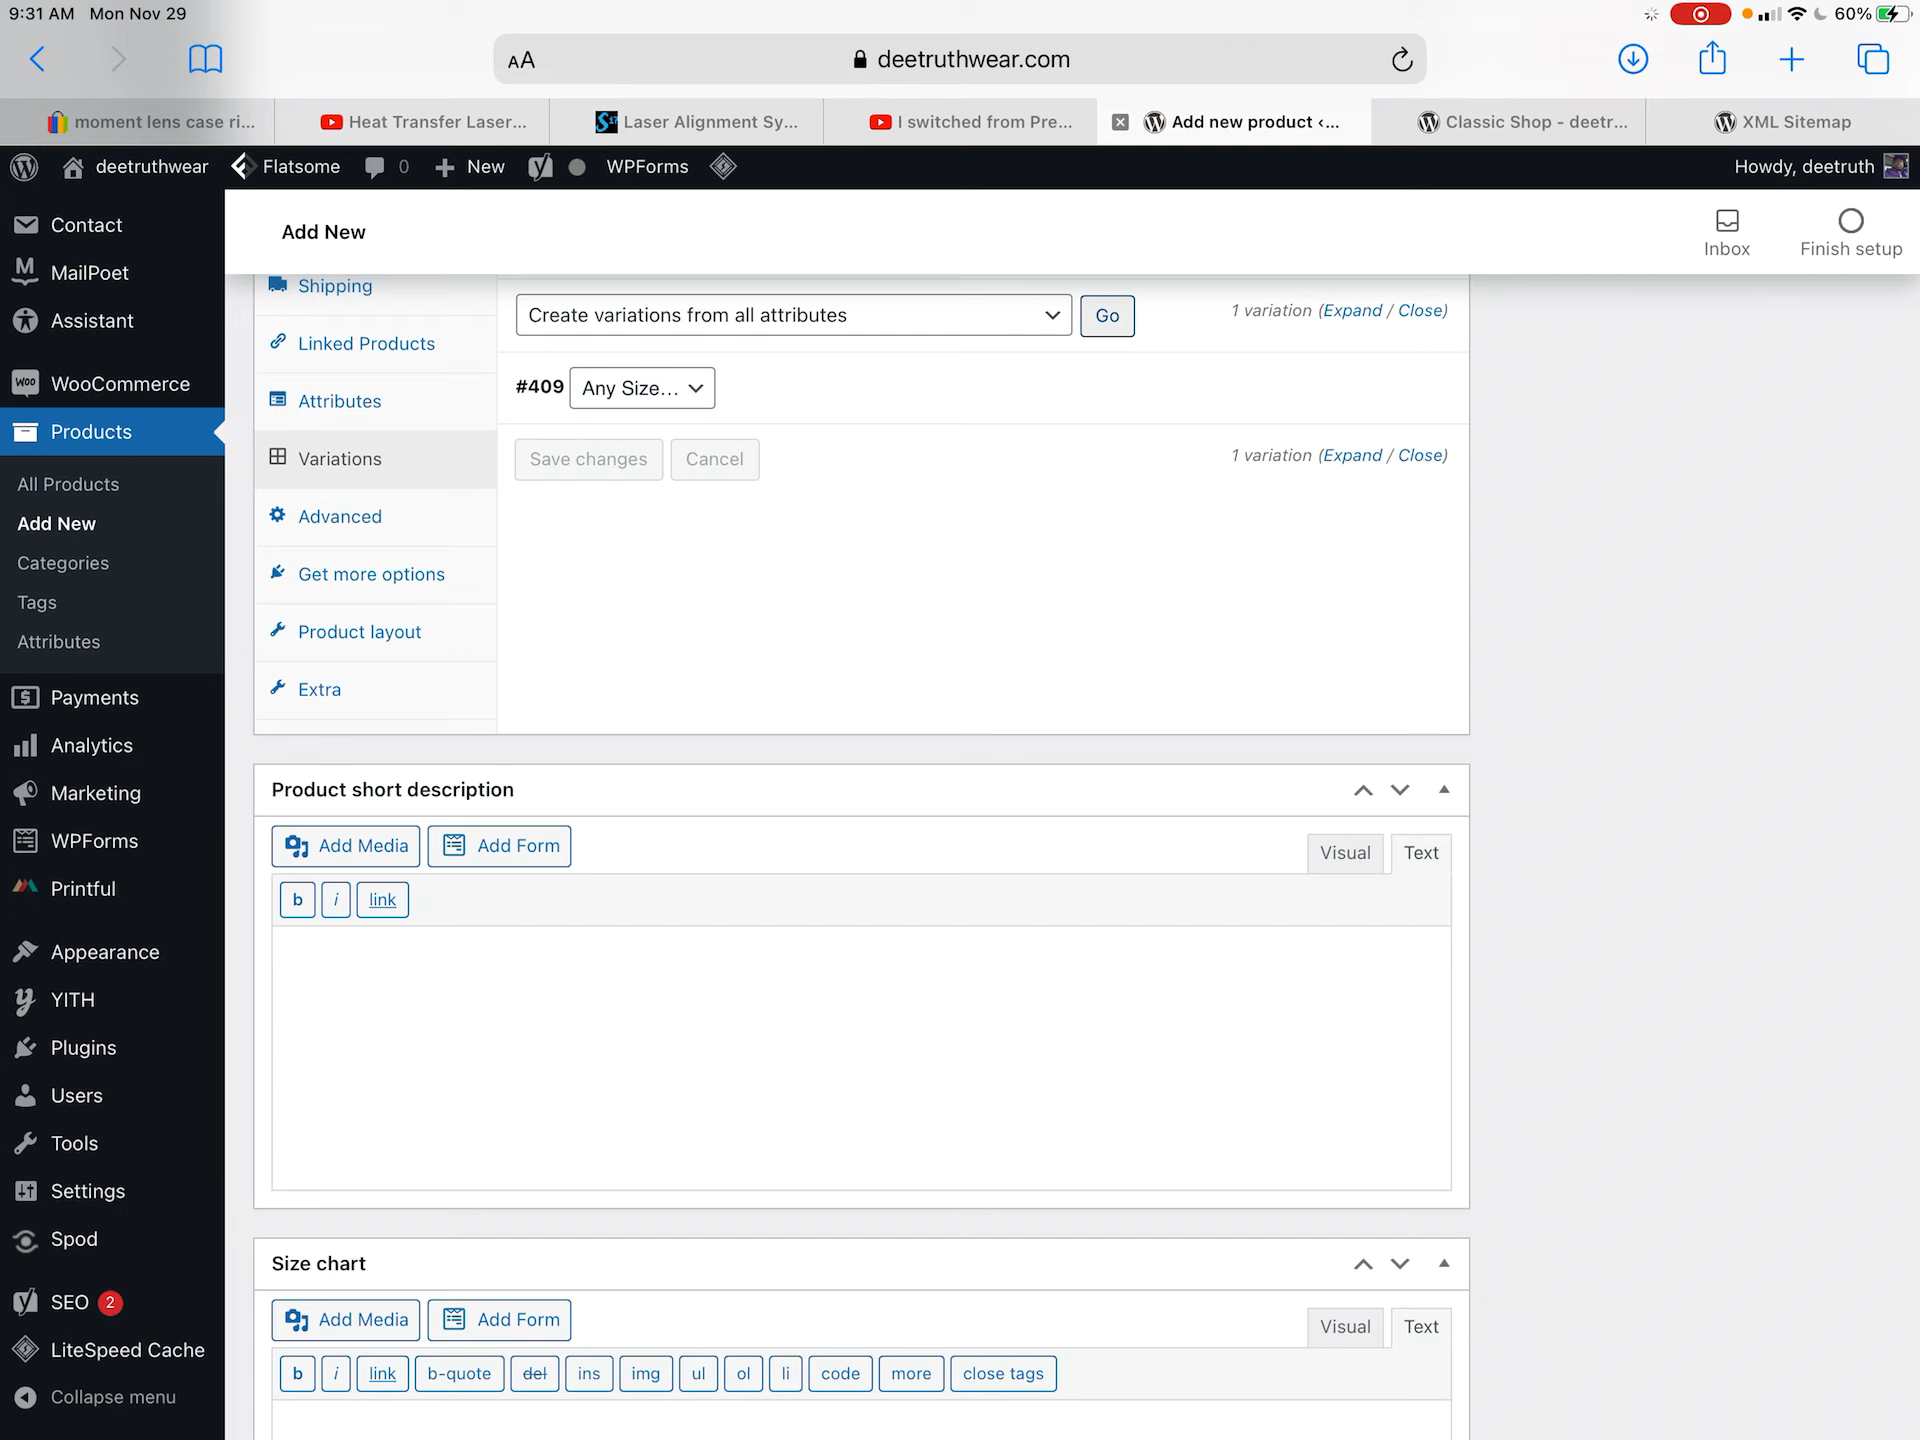 9:31 AM Mon Nov 29
60%
AA
deetruthwear.com
moment lens case ri...
Heat Transfer Laser...
Laser Alignment Sy...
I switched from Pre...
Add new product ‹...
Classic Shop - deetr...
XML Sitemap
deetruthwear
Flatsome
0
New
WPForms
Howdy, deetruth
Contact
MailPoet
Assistant
WooCommerce
Products
All Products
Add New
Categories
Tags
Attributes
Payments
Analytics
Marketing
WPForms
Printful
Appearance
YITH
Plugins
Users
Tools
Settings
Spod
SEO 2
LiteSpeed Cache
Collapse menu
Add New
Inbox
Finish setup
Shipping
Linked Products
Attributes
Variations
Advanced
Get more options
Product layout
Extra
Create variations from all attributes
Go
1 variation (Expand / Close)
#409 Any Size...
Save changes
Cancel
1 variation (Expand / Close)
Product short description
Add Media
Add Form
Visual
Text
b
i
link
Size chart
Add Media
Add Form
Visual
Text
b
i
link
b-quote
del
ins
img
ul
ol
li
code
more
close tags